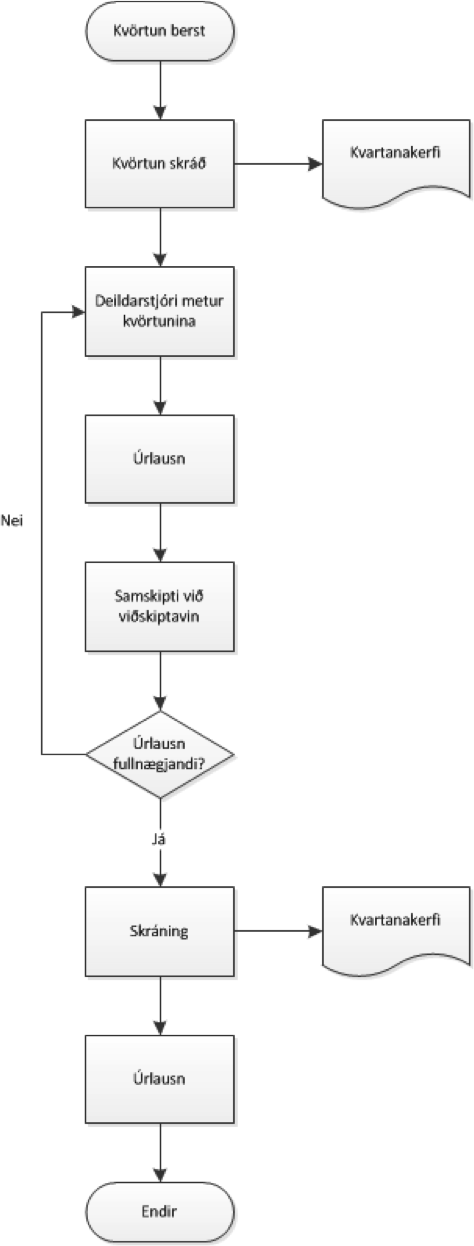 Kvörtun berst
Kvörtun skráð
Kvartanakerfi
Deildarstjóri metur
kvörtunina
Úrlausn
Nei
Samskipti við
viðskiptavin
Úrlausn
fullnægjandi?
Já
Skráning
Kvartanakerfi
Úrlausn
Endir